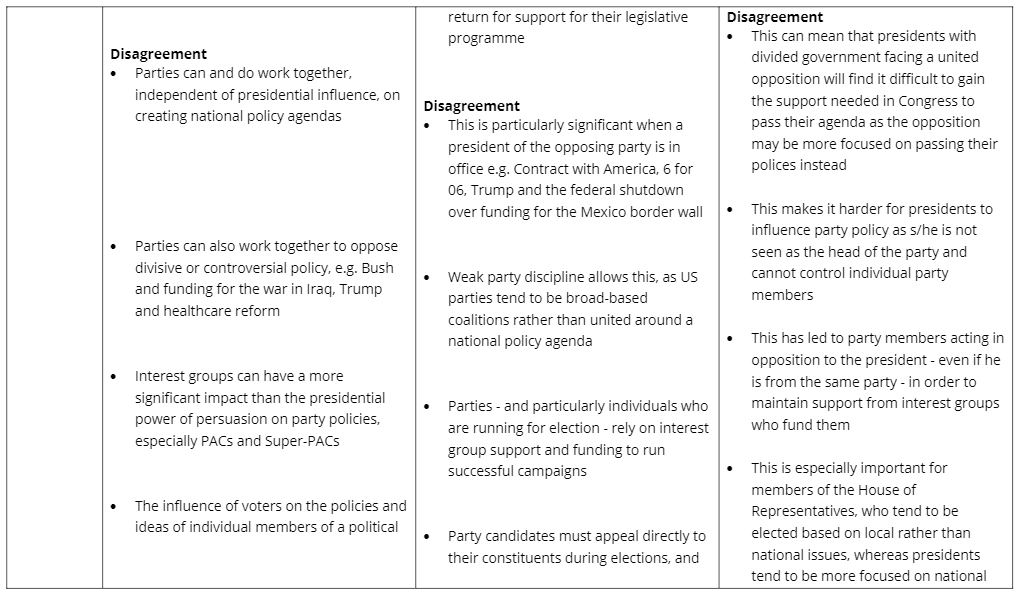 Disagreement
• Parties can and do work together,
independent of presidential influence, on
creating national policy agendas
• Parties can also work together to oppose
divisive or controversial policy, e.g. Bush
and funding for the war in Iraq, Trump
and healthcare reform
• Interest groups can have a more
significant impact than the presidential
power of persuasion on party policies,
especially PACs and Super-PACs
• The influence of voters on the policies and
ideas of individual members of a political
return for support for their legislative
programme
Disagreement
• This is particularly significant when a
president of the opposing party is in
office e.g. Contract with America, 6 for
06, Trump and the federal shutdown
over funding for the Mexico border wall
• Weak party discipline allows this, as US
parties tend to be broad-based
coalitions rather than united around a
national policy agenda
• Parties - and particularly individuals who
are running for election - rely on interest
group support and funding to run
successful campaigns
• Party candidates must appeal directly to
their constituents during elections, and
Disagreement
• This can mean that presidents with
divided government facing a united
opposition will find it difficult to gain
the support needed in Congress to
pass their agenda as the opposition
may be more focused on passing their
polices instead
• This makes it harder for presidents to
influence party policy as s/he is not
seen as the head of the party and
cannot control individual party
members
• This has led to party members acting in
opposition to the president - even if he
is from the same party - in order to
maintain support from interest groups
who fund them
• This is especially important for
members of the House of
Representatives, who tend to be
elected based on local rather than
national issues, whereas presidents
tend to be more focused on national